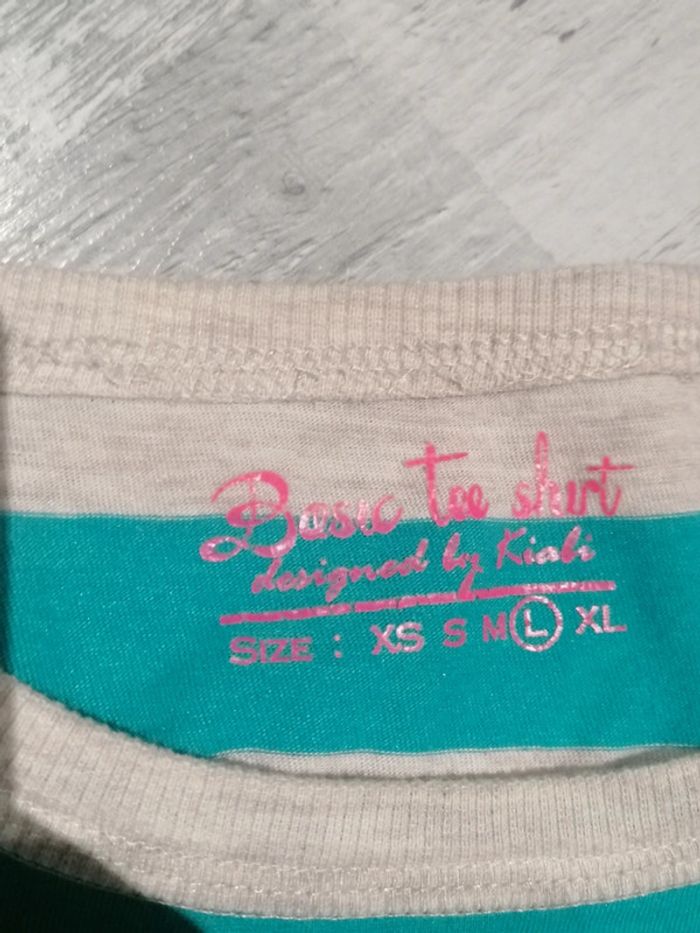 Basic tee shirt
designed by Kiabi
SIZE : XS S M L XL